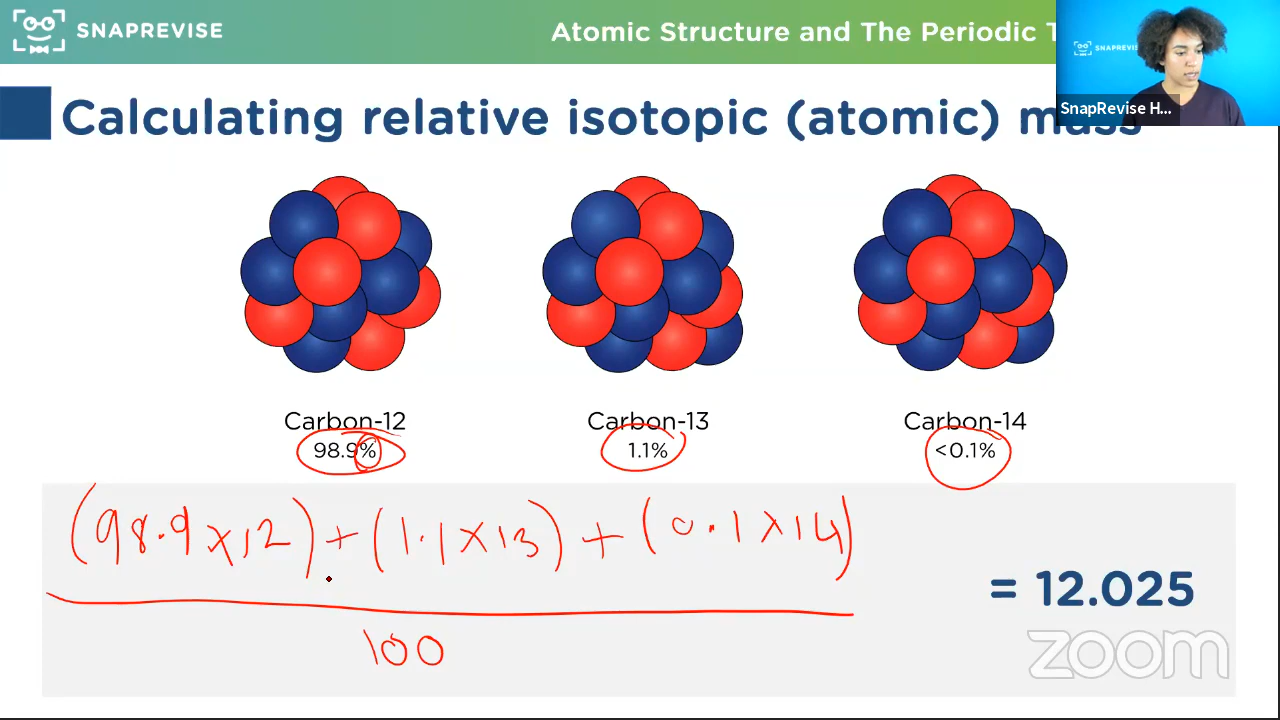 SNAPREVISE
Atomic Structure and The Periodic T
SNAPREVISE
SnapRevise H...
Calculating relative isotopic (atomic) mass
Carbon-12
98.9%
Carbon-13
1.1%
Carbon-14
<0.1%
(98.9 x 12) + (1.1 x 13) + (0.1 x 14)
100
= 12.025
zoom